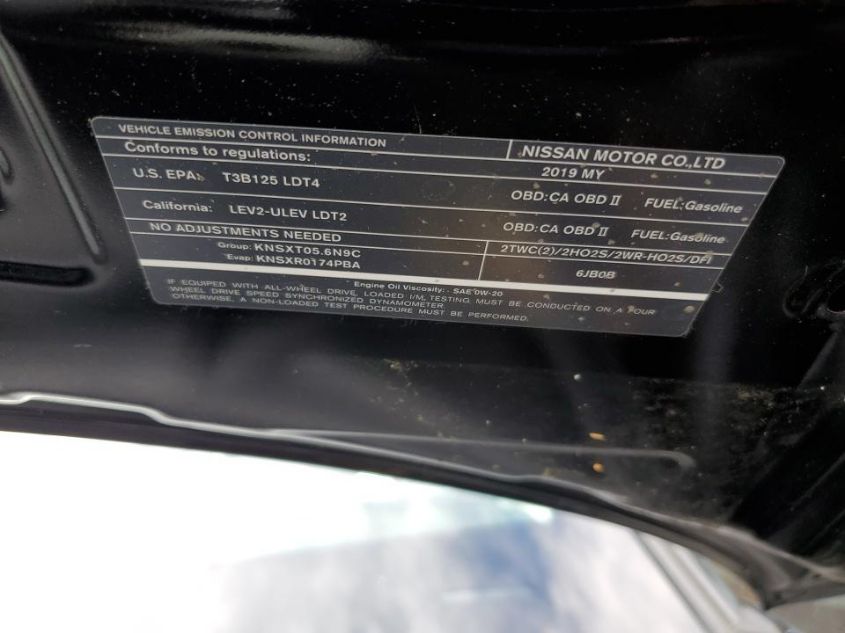 VEHICLE EMISSION CONTROL INFORMATION
NISSAN MOTOR CO.,LTD
Conforms to regulations:
2019 MY
U.S. EPA: T3B125 LDT4
OBD:CA OBD II FUEL:Gasoline
California: LEV2-ULEV LDT2
OBD:CA OBD II FUEL:Gasoline
NO ADJUSTMENTS NEEDED
Group: KNSXT05.6N9C
2TWC(2)/2HO2S/2WR-HO2S/DFI
Evap: KNSXR0174PBA
6JB0B
Engine Oil Viscosity: SAE 0W-20
IF EQUIPPED WITH ALL-WHEEL DRIVE, LOADED I/M, TESTING MUST BE CONDUCTED ON A FOUR
WHEEL DRIVE SPEED SYNCHRONIZED DYNAMOMETER.
OTHERWISE, A NON-LOADED TEST PROCEDURE MUST BE PERFORMED.